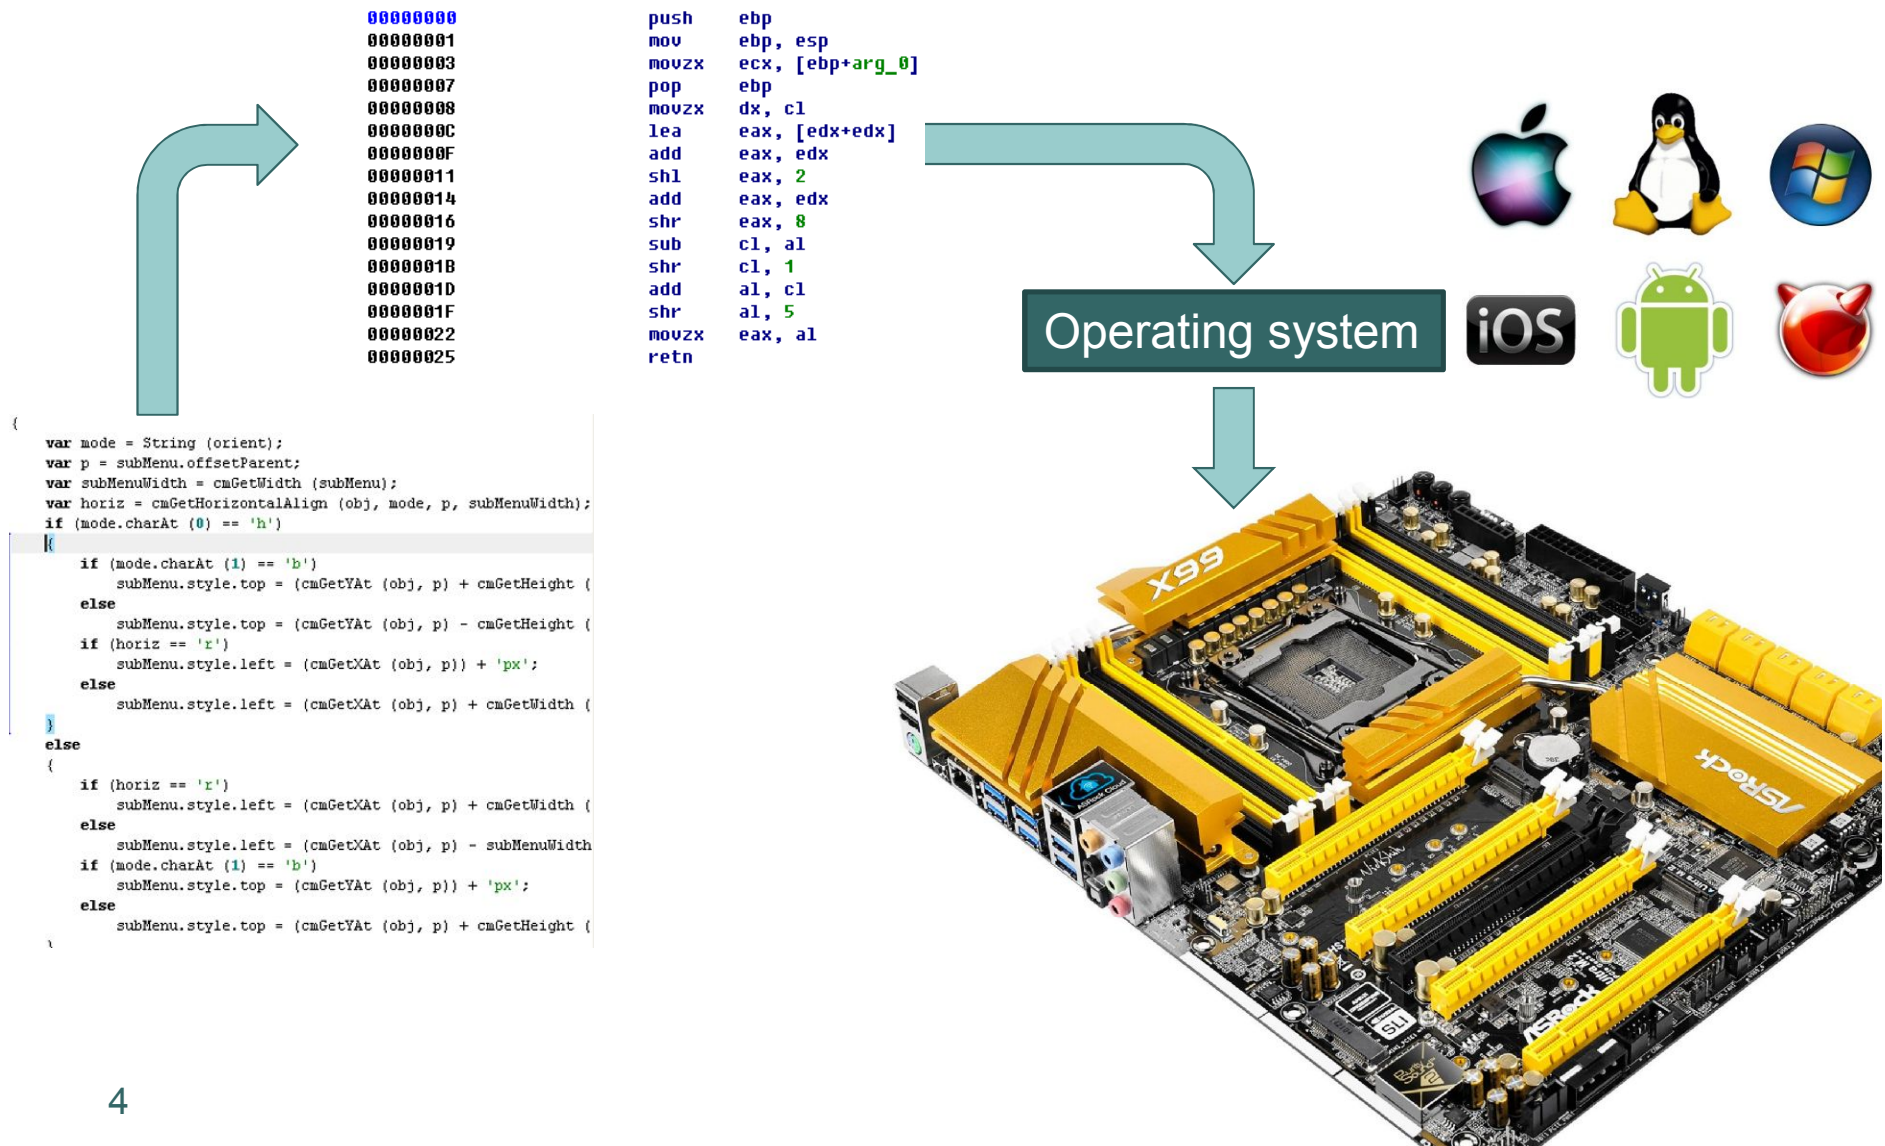 00000000 push ebp
00000001 mov ebp, esp
00000003 movzx ecx, [ebp+arg_0]
00000007 pop ebp
00000008 movzx dx, cl
0000000C lea eax, [edx+edx]
0000000F add eax, edx
00000011 shl eax, 2
00000014 add eax, edx
00000016 shr eax, 8
00000019 sub cl, al
0000001B shr cl, 1
0000001D add al, cl
0000001F shr al, 5
00000022 movzx eax, al
00000025 retn
Operating system
iOS
{
var mode = String (orient);
var p = subMenu.offsetParent;
var subMenuWidth = cmGetWidth (subMenu);
var horiz = cmGetHorizontalAlign (obj, mode, p, subMenuWidth);
if (mode.charAt (0) == 'h')
{
if (mode.charAt (1) == 'b')
subMenu.style.top = (cmGetYAt (obj, p) + cmGetHeight (
else
subMenu.style.top = (cmGetYAt (obj, p) - cmGetHeight (
if (horiz == 'r')
subMenu.style.left = (cmGetXAt (obj, p)) + 'px';
else
subMenu.style.left = (cmGetXAt (obj, p) + cmGetWidth (
}
else
{
if (horiz == 'r')
subMenu.style.left = (cmGetXAt (obj, p) + cmGetWidth (
else
subMenu.style.left = (cmGetXAt (obj, p) - subMenuWidth
if (mode.charAt (1) == 'b')
subMenu.style.top = (cmGetYAt (obj, p)) + 'px';
else
subMenu.style.top = (cmGetYAt (obj, p) + cmGetHeight (
X99
ASRock
ASRock Cloud
ASRock
SLI
Purity
Sound 2
4